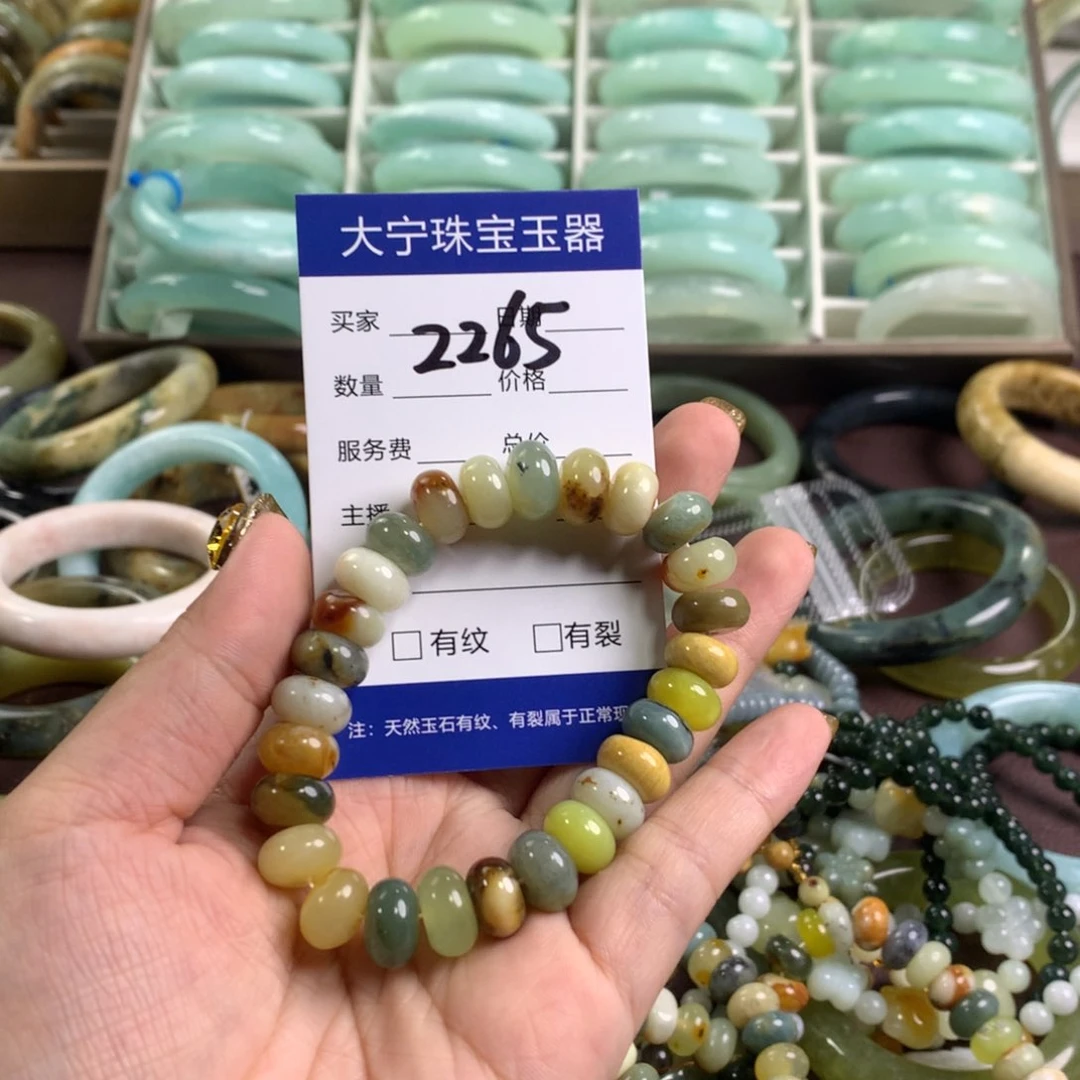 大宁珠宝玉器
买家 日期
2265
数量 价格
服务费 总价
主播
有纹 有裂
注：天然玉石有纹、有裂属于正常现